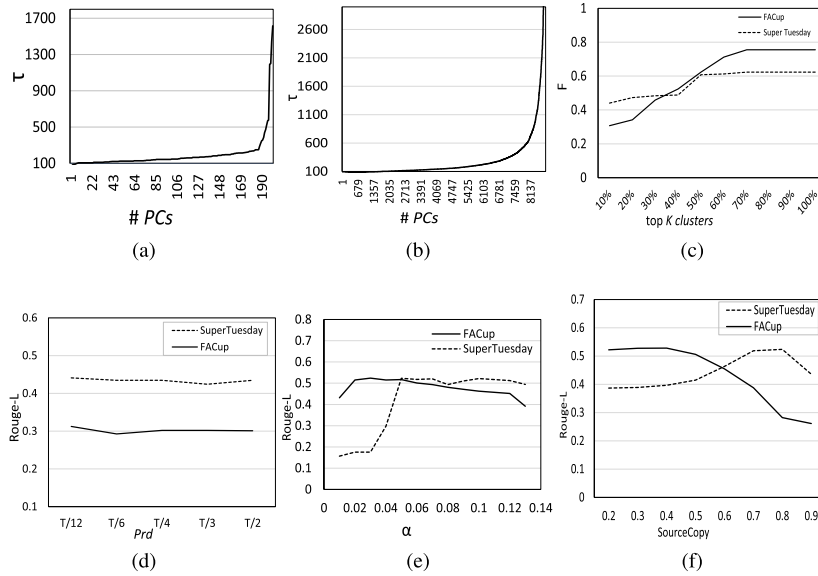 1700
1300
900
500
100
τ
1 22 43 64 85 106 127 148 169 190
# PCs
(a)
2600
2100
1600
1100
600
100
τ
1 679 1357 2035 2713 3391 4069 4747 5425 6103 6781 7459 8137
# PCs
(b)
1
0.8
0.6
0.4
0.2
0
F
FACup
Super Tuesday
10% 20% 30% 40% 50% 60% 70% 80% 90% 100%
top K clusters
(c)
0.6
0.5
0.4
0.3
0.2
0.1
Rouge-L
SuperTuesday
FACup
T/12 T/6 T/4 T/3 T/2
Prd
(d)
0.8
0.7
0.6
0.5
0.4
0.3
0.2
0.1
0
Rouge-L
FACup
SuperTuesday
0 0.02 0.04 0.06 0.08 0.1 0.12 0.14
α
(e)
0.7
0.6
0.5
0.4
0.3
0.2
0.1
0
Rouge-L
SuperTuesday
FACup
0.2 0.3 0.4 0.5 0.6 0.7 0.8 0.9
SourceCopy
(f)